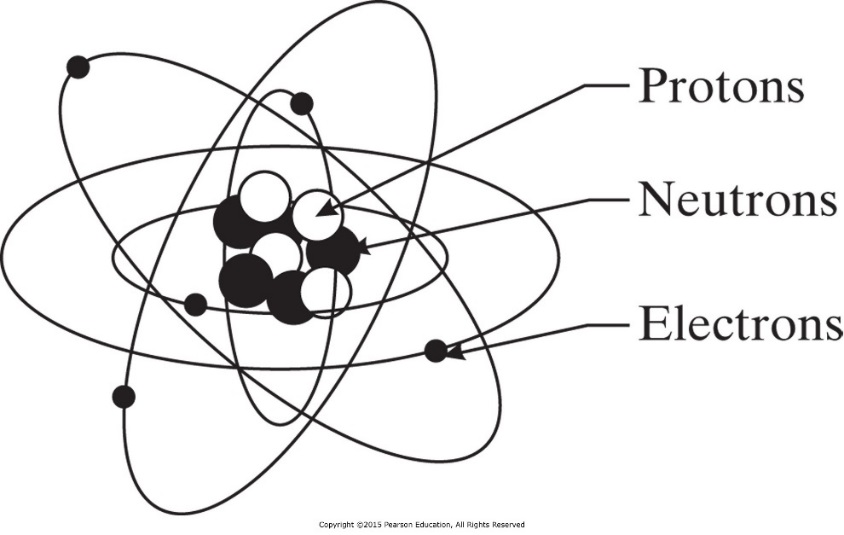 Protons
Neutrons
Electrons
Copyright ©2015 Pearson Education, All Rights Reserved